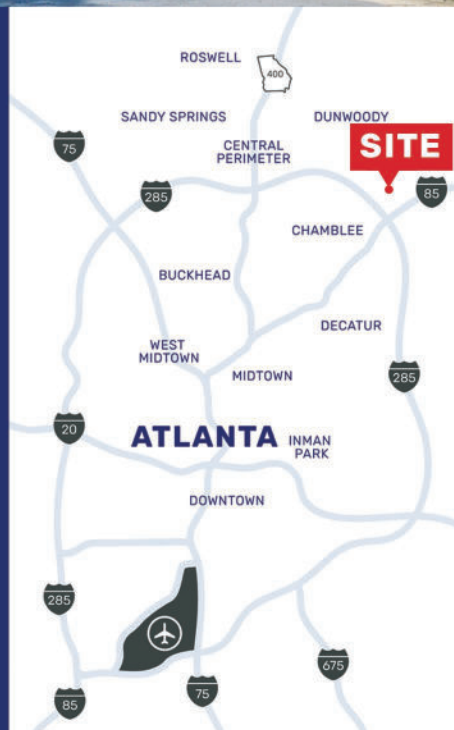 ROSWELL
400
SANDY SPRINGS
DUNWOODY
75
CENTRAL
PERIMETER
SITE
285
85
CHAMBLEE
BUCKHEAD
DECATUR
WEST
MIDTOWN
MIDTOWN
285
20
ATLANTA
INMAN
PARK
DOWNTOWN
285
675
85
75